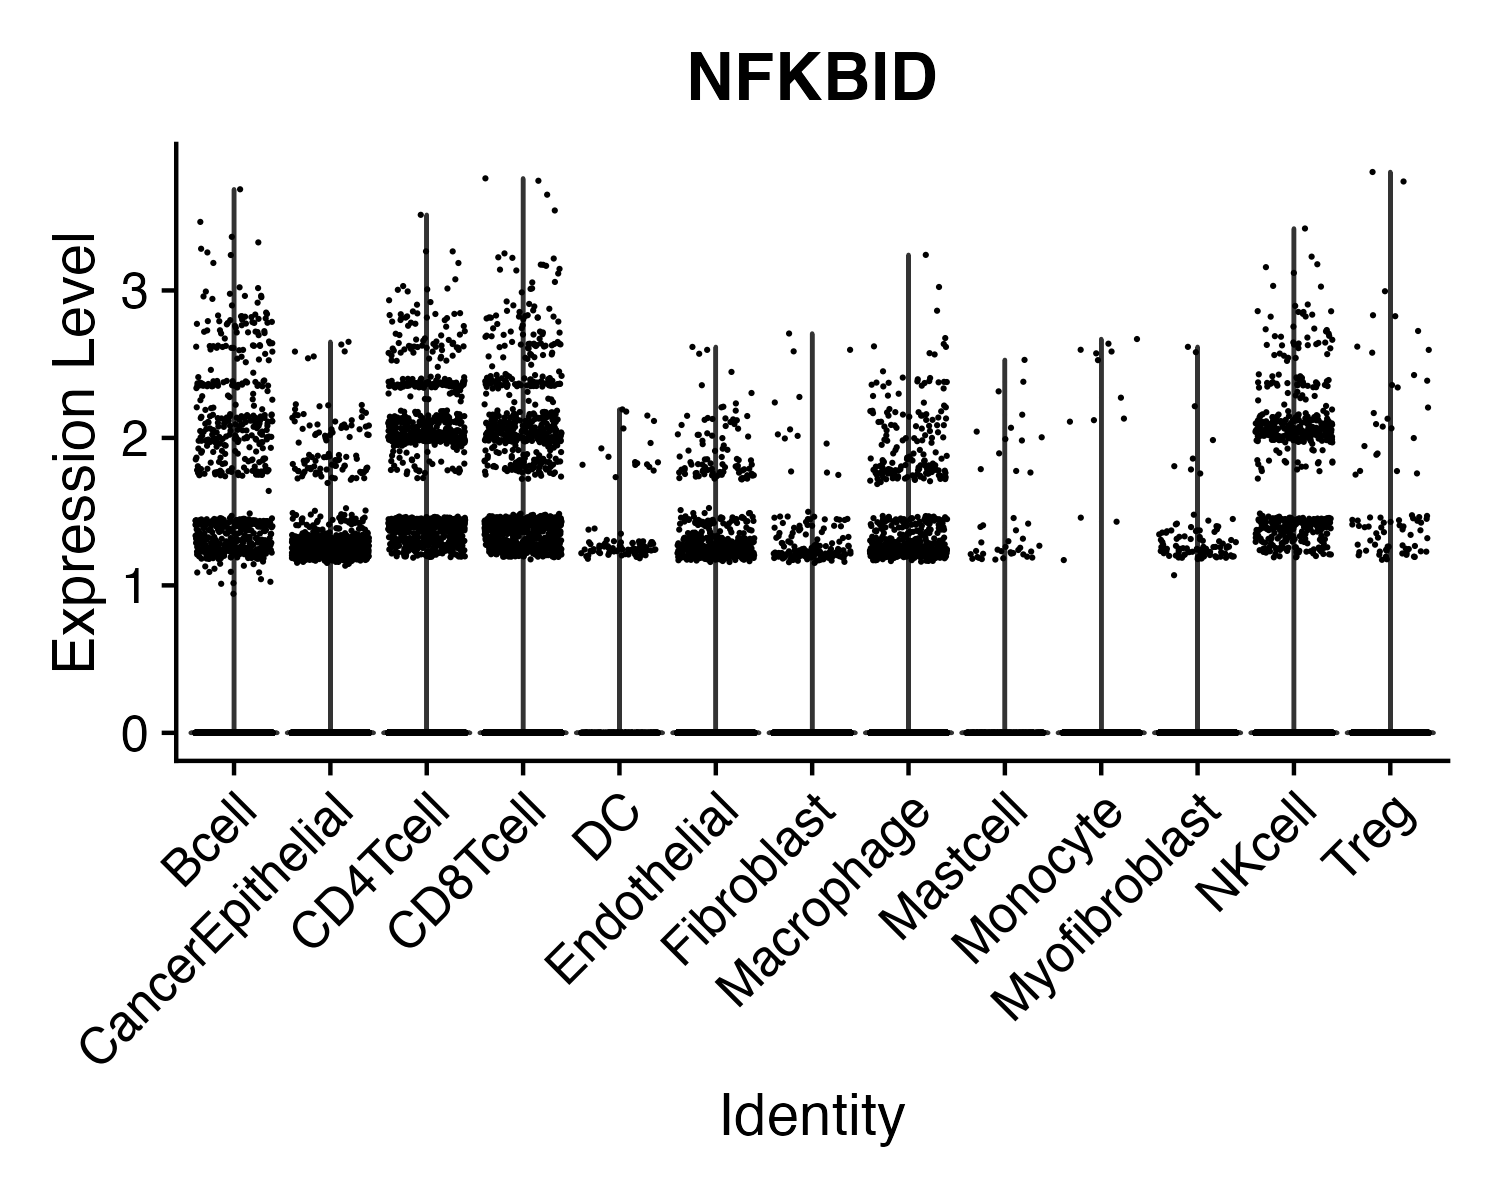 NFKBID
Expression Level
3
2
1
0
Bcell
CancerEpithelial
CD4Tcell
CD8Tcell
DC
Endothelial
Fibroblast
Macrophage
Mastcell
Monocyte
Myofibroblast
NKcell
Treg
Identity